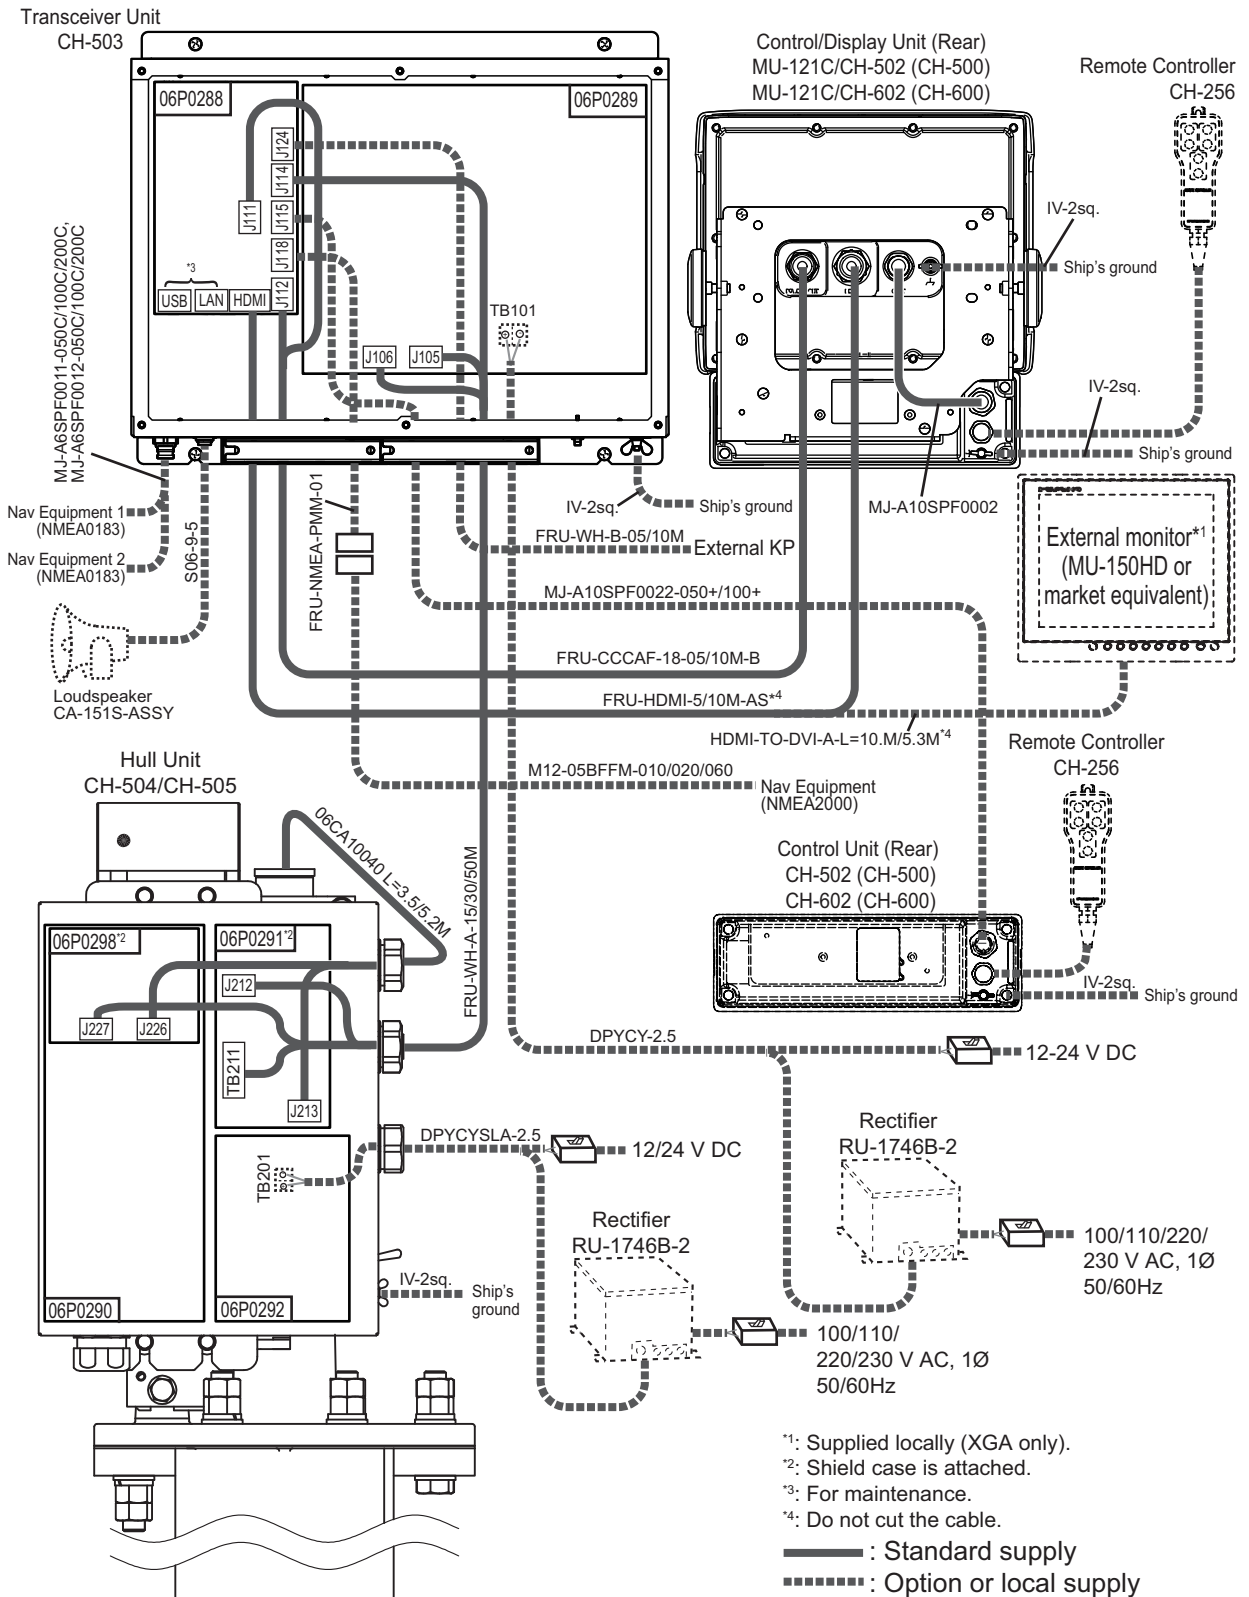 Transceiver Unit
CH-503
06P0288
06P0289
J124
J114
J115
J111
J118
J112
*3
USB
LAN
HDMI
TB101
J106
J105
Control/Display Unit (Rear)
MU-121C/CH-502 (CH-500)
MU-121C/CH-602 (CH-600)
Remote Controller
CH-256
IV-2sq.
Ship's ground
IV-2sq.
Ship's ground
MJ-A10SPF0002
MJ-A6SPF0011-050C/100C/200C,
MJ-A6SPF0012-050C/100C/200C
Nav Equipment 1
(NMEA0183)
Nav Equipment 2
(NMEA0183)
S06-9-5
Loudspeaker
CA-151S-ASSY
FRU-NMEA-PMM-01
IV-2sq.
Ship's ground
FRU-WH-B-05/10M
External KP
MJ-A10SPF0022-050+/100+
External monitor*1
(MU-150HD or
market equivalent)
FRU-CCCAF-18-05/10M-B
FRU-HDMI-5/10M-AS*4
HDMI-TO-DVI-A-L=10.M/5.3M*4
M12-05BFFM-010/020/060
Nav Equipment
(NMEA2000)
Remote Controller
CH-256
Control Unit (Rear)
CH-502 (CH-500)
CH-602 (CH-600)
IV-2sq.
Ship's ground
Hull Unit
CH-504/CH-505
06CA10040 L=3.5/5.2M
FRU-WH-A-15/30/50M
06P0298*2
06P0291*2
J212
J227
J226
TB211
J213
DPYCY-2.5
12-24 V DC
DPYCYSLA-2.5
12/24 V DC
TB201
Rectifier
RU-1746B-2
100/110/220/
230 V AC, 1Ø
50/60Hz
Rectifier
RU-1746B-2
100/110/
220/230 V AC, 1Ø
50/60Hz
IV-2sq.
Ship's
ground
06P0290
06P0292
*1: Supplied locally (XGA only).
*2: Shield case is attached.
*3: For maintenance.
*4: Do not cut the cable.
: Standard supply
: Option or local supply